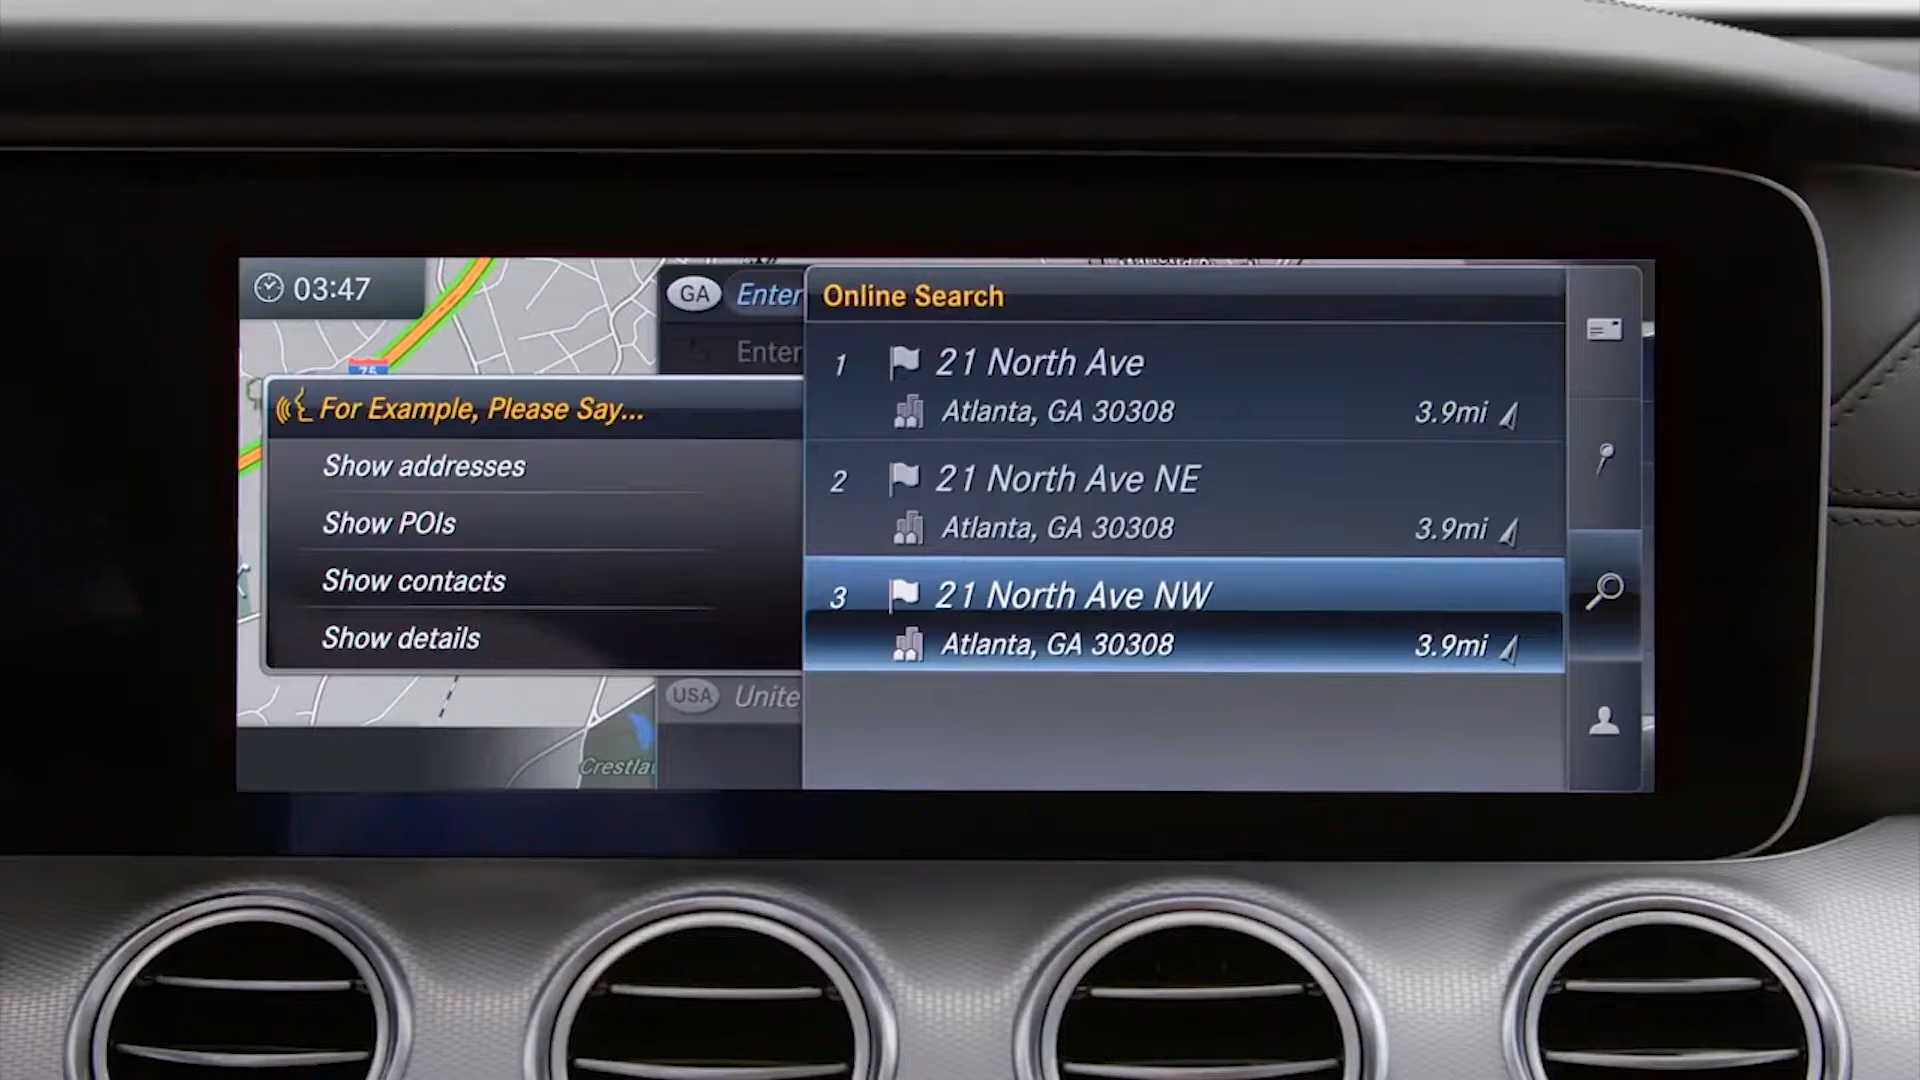 03:47
75
GA Enter
Enter
For Example, Please Say...
Show addresses
Show POIs
Show contacts
Show details
USA Unite
Crestla
Online Search
1 21 North Ave
Atlanta, GA 30308 3.9mi
2 21 North Ave NE
Atlanta, GA 30308 3.9mi
3 21 North Ave NW
Atlanta, GA 30308 3.9mi